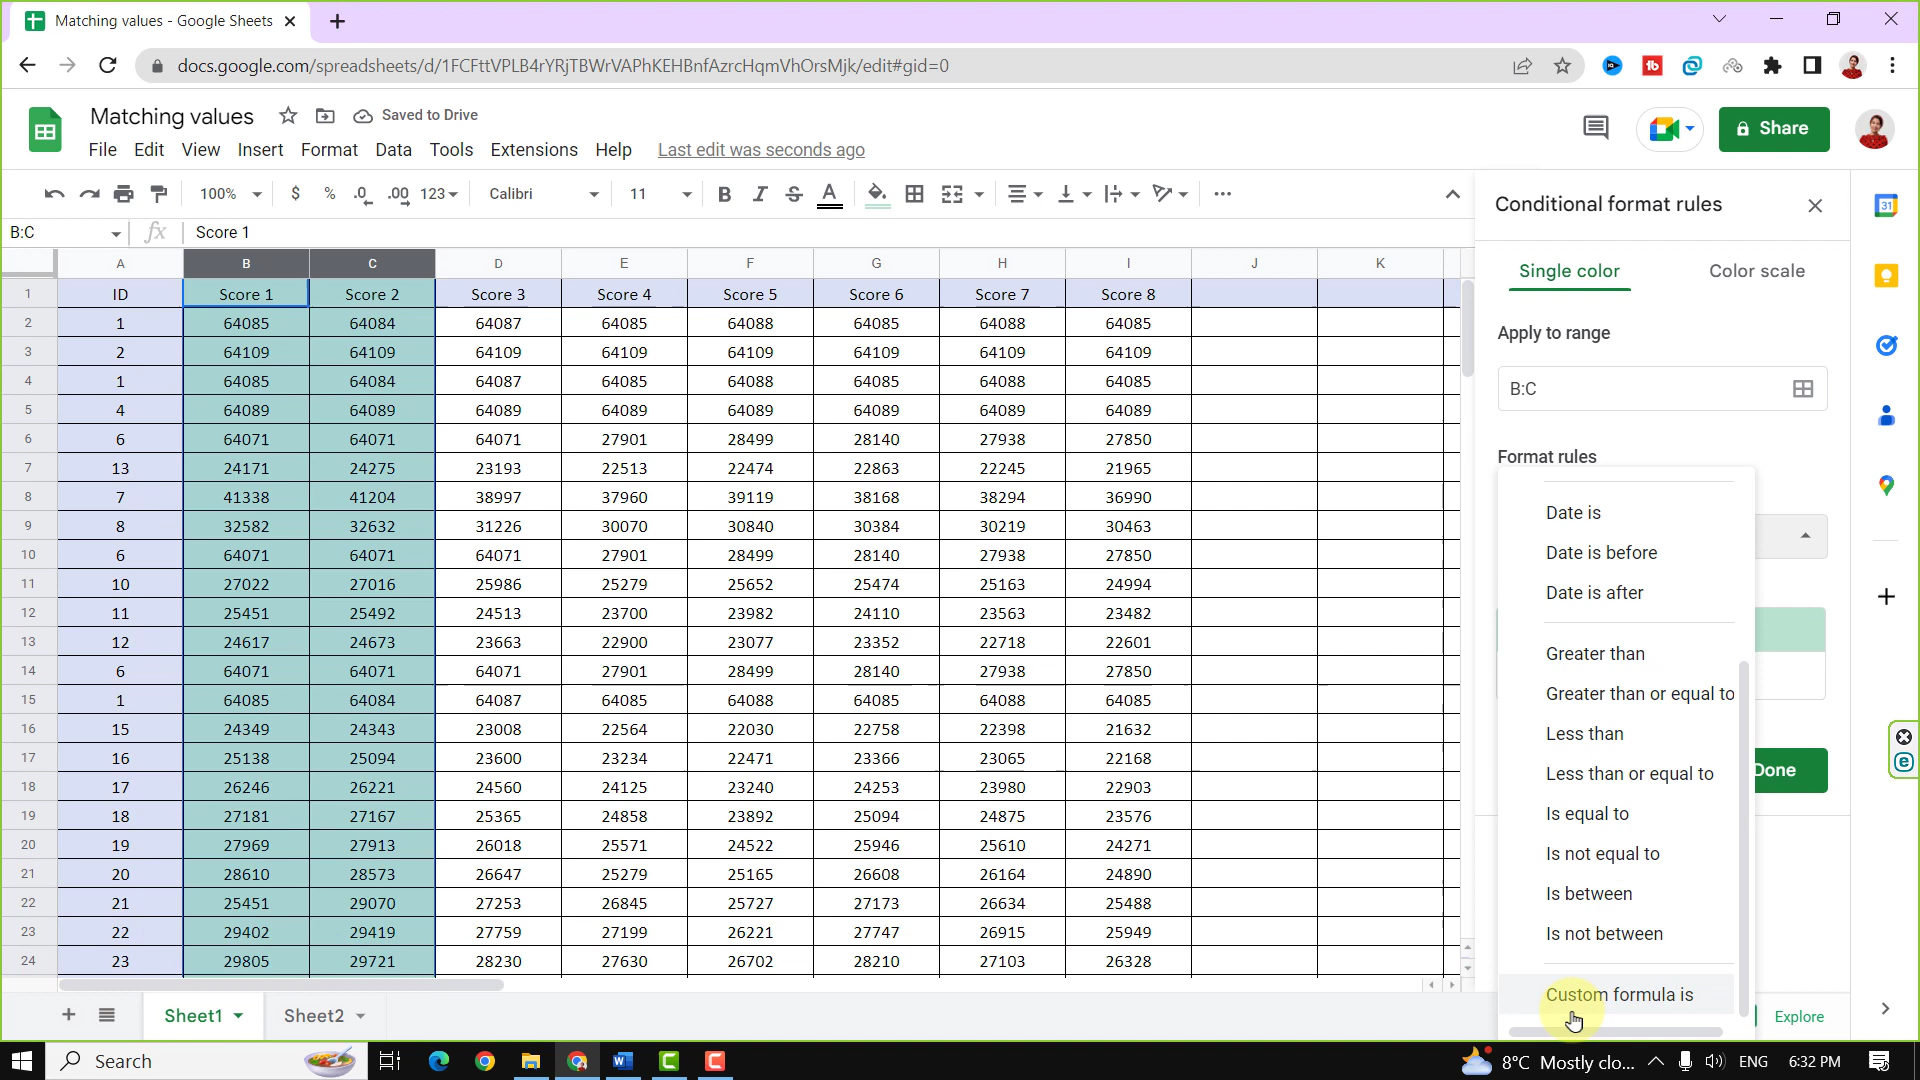 Matching values - Google Sheets
docs.google.com/spreadsheets/d/1FCFttVPLB4rYRjTBWrVAPhKEHBnfAzrcHqmVhOrsMjk/edit#gid=0
Matching values Saved to Drive
File Edit View Insert Format Data Tools Extensions Help Last edit was seconds ago
Share
100% $ % .0 .00 123 Calibri 11 B I S A
B:C fx Score 1
A B C D E F G H I J K
1 ID Score 1 Score 2 Score 3 Score 4 Score 5 Score 6 Score 7 Score 8
2 1 64085 64084 64087 64085 64088 64085 64088 64085
3 2 64109 64109 64109 64109 64109 64109 64109 64109
4 1 64085 64084 64087 64085 64088 64085 64088 64085
5 4 64089 64089 64089 64089 64089 64089 64089 64089
6 6 64071 64071 64071 27901 28499 28140 27938 27850
7 13 24171 24275 23193 22513 22474 22863 22245 21965
8 7 41338 41204 38997 37960 39119 38168 38294 36990
9 8 32582 32632 31226 30070 30840 30384 30219 30463
10 6 64071 64071 64071 27901 28499 28140 27938 27850
11 10 27022 27016 25986 25279 25652 25474 25163 24994
12 11 25451 25492 24513 23700 23982 24110 23563 23482
13 12 24617 24673 23663 22900 23077 23352 22718 22601
14 6 64071 64071 64071 27901 28499 28140 27938 27850
15 1 64085 64084 64087 64085 64088 64085 64088 64085
16 15 24349 24343 23008 22564 22030 22758 22398 21632
17 16 25138 25094 23600 23234 22471 23366 23065 22168
18 17 26246 26221 24560 24125 23240 24253 23980 22903
19 18 27181 27167 25365 24858 23892 25094 24875 23576
20 19 27969 27913 26018 25571 24522 25946 25610 24271
21 20 28610 28573 26647 25279 25165 26608 26164 24890
22 21 25451 29070 27253 26845 25727 27173 26634 25488
23 22 29402 29419 27759 27199 26221 27747 26915 25949
24 23 29805 29721 28230 27630 26702 28210 27103 26328
Sheet1 Sheet2
Conditional format rules
Single color Color scale
Apply to range
B:C
Format rules
Date is
Date is before
Date is after
Greater than
Greater than or equal to
Less than
Less than or equal to
Is equal to
Is not equal to
Is between
Is not between
Custom formula is
Done
Explore
31
Search
8°C Mostly clo... ENG 6:32 PM